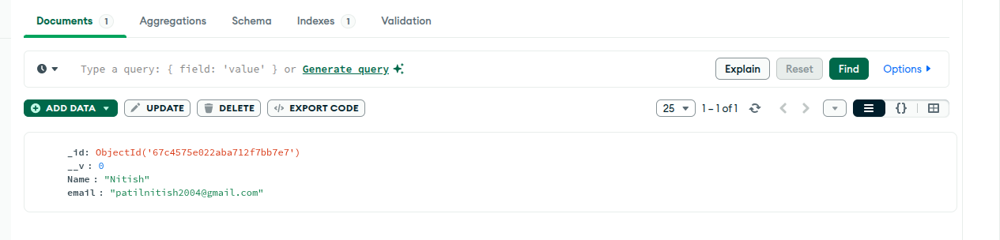 Documents 1 Aggregations Schema Indexes 1 Validation
Type a query: { field: 'value' } or Generate query Explain Reset Find Options
ADD DATA UPDATE DELETE </> EXPORT CODE 25 1 – 1 of 1 {}
_id: ObjectId('67c4575e022aba712f7bb7e7')
__v : 0
Name : "Nitish"
email : "patilnitish2004@gmail.com"